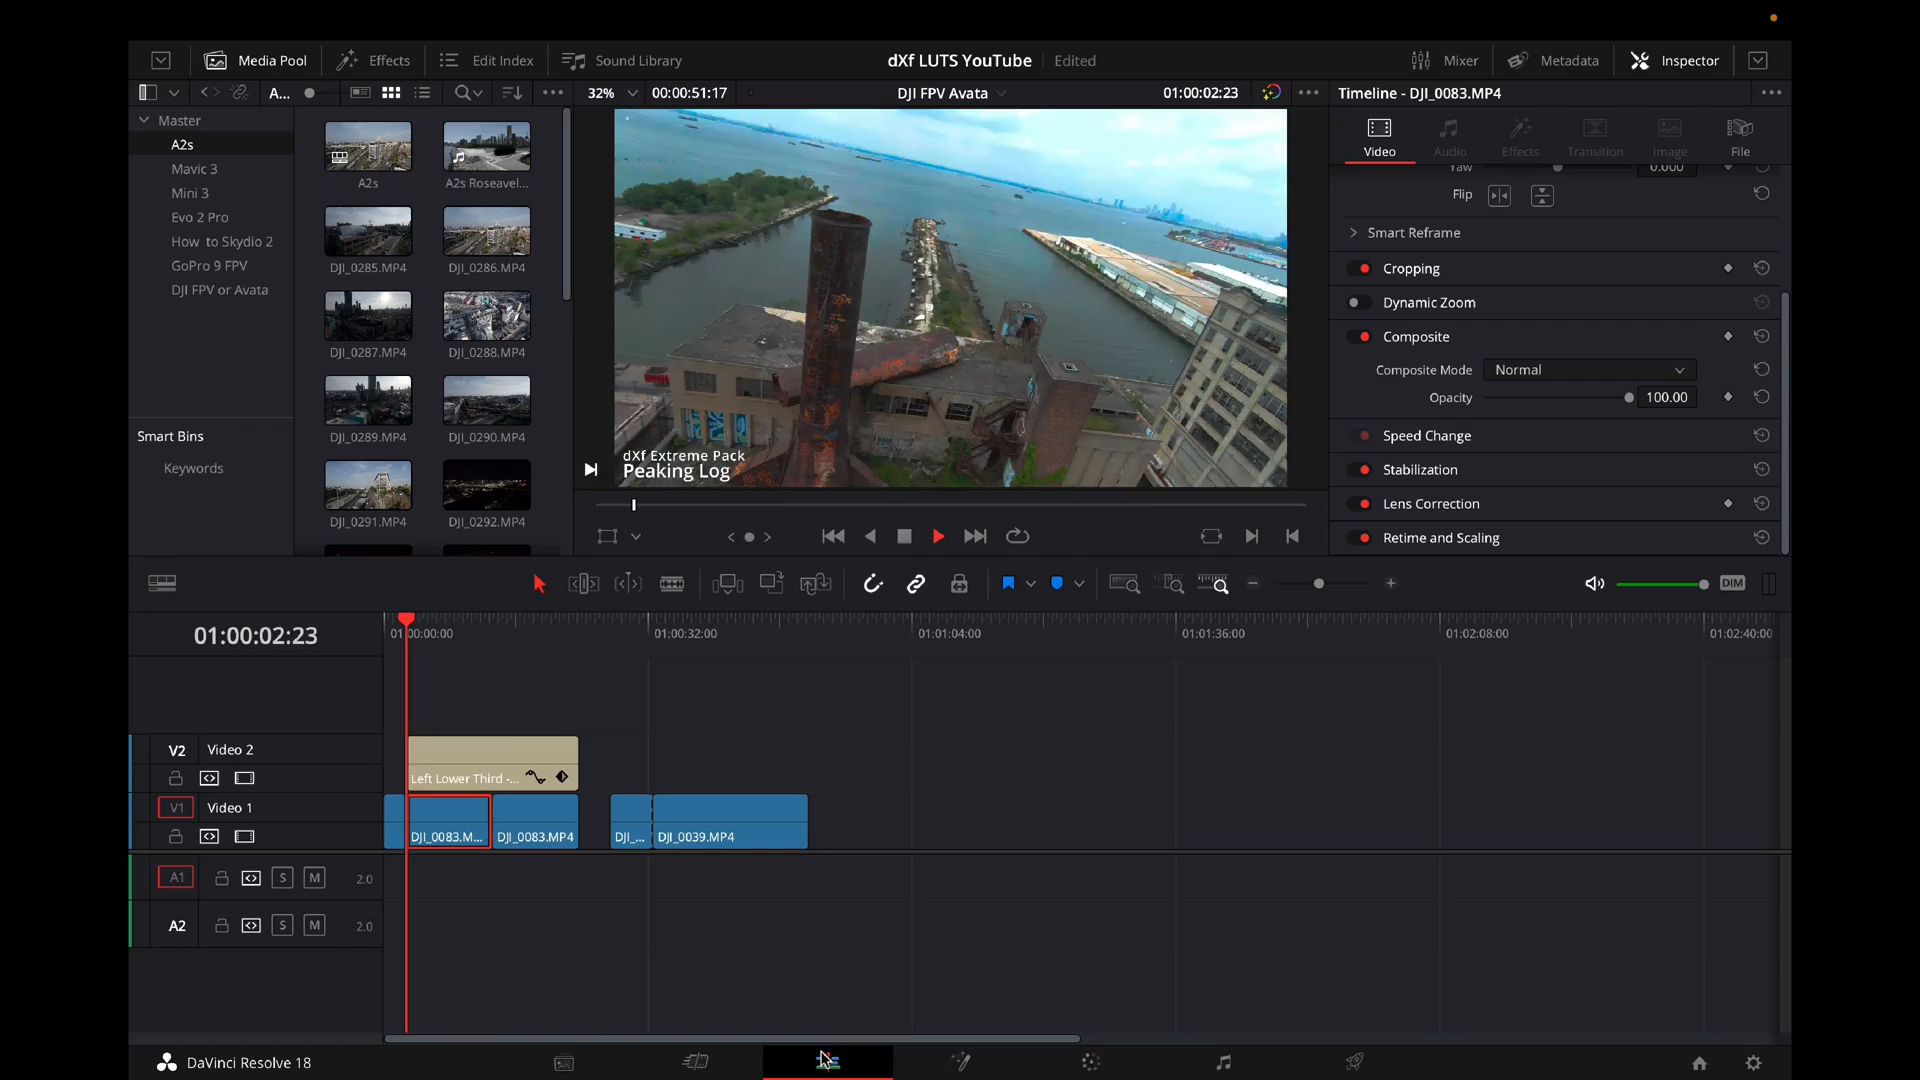 Media Pool
Effects
Edit Index
Sound Library
dXf LUTS YouTube
Edited
Mixer
Metadata
Inspector
A...
32%
00:00:51:17
DJI FPV Avata
01:00:02:23
Timeline - DJI_0083.MP4
Master
A2s
Mavic 3
Mini 3
Evo 2 Pro
How to Skydio 2
GoPro 9 FPV
DJI FPV or Avata
Smart Bins
Keywords
A2s
A2s Roseavel...
DJI_0285.MP4
DJI_0286.MP4
DJI_0287.MP4
DJI_0288.MP4
DJI_0289.MP4
DJI_0290.MP4
DJI_0291.MP4
DJI_0292.MP4
dXf Extreme Pack
Peaking Log
Video
Audio
Effects
Transition
Image
File
Yaw
0.000
Flip
Smart Reframe
Cropping
Dynamic Zoom
Composite
Composite Mode
Normal
Opacity
100.00
Speed Change
Stabilization
Lens Correction
Retime and Scaling
DIM
01:00:02:23
01:00:00:00
01:00:32:00
01:01:04:00
01:01:36:00
01:02:08:00
01:02:40:00
V2
Video 2
Left Lower Third -...
V1
Video 1
DJI_0083.M...
DJI_0083.MP4
DJI_...
DJI_0039.MP4
A1
S
M
2.0
A2
S
M
2.0
DaVinci Resolve 18